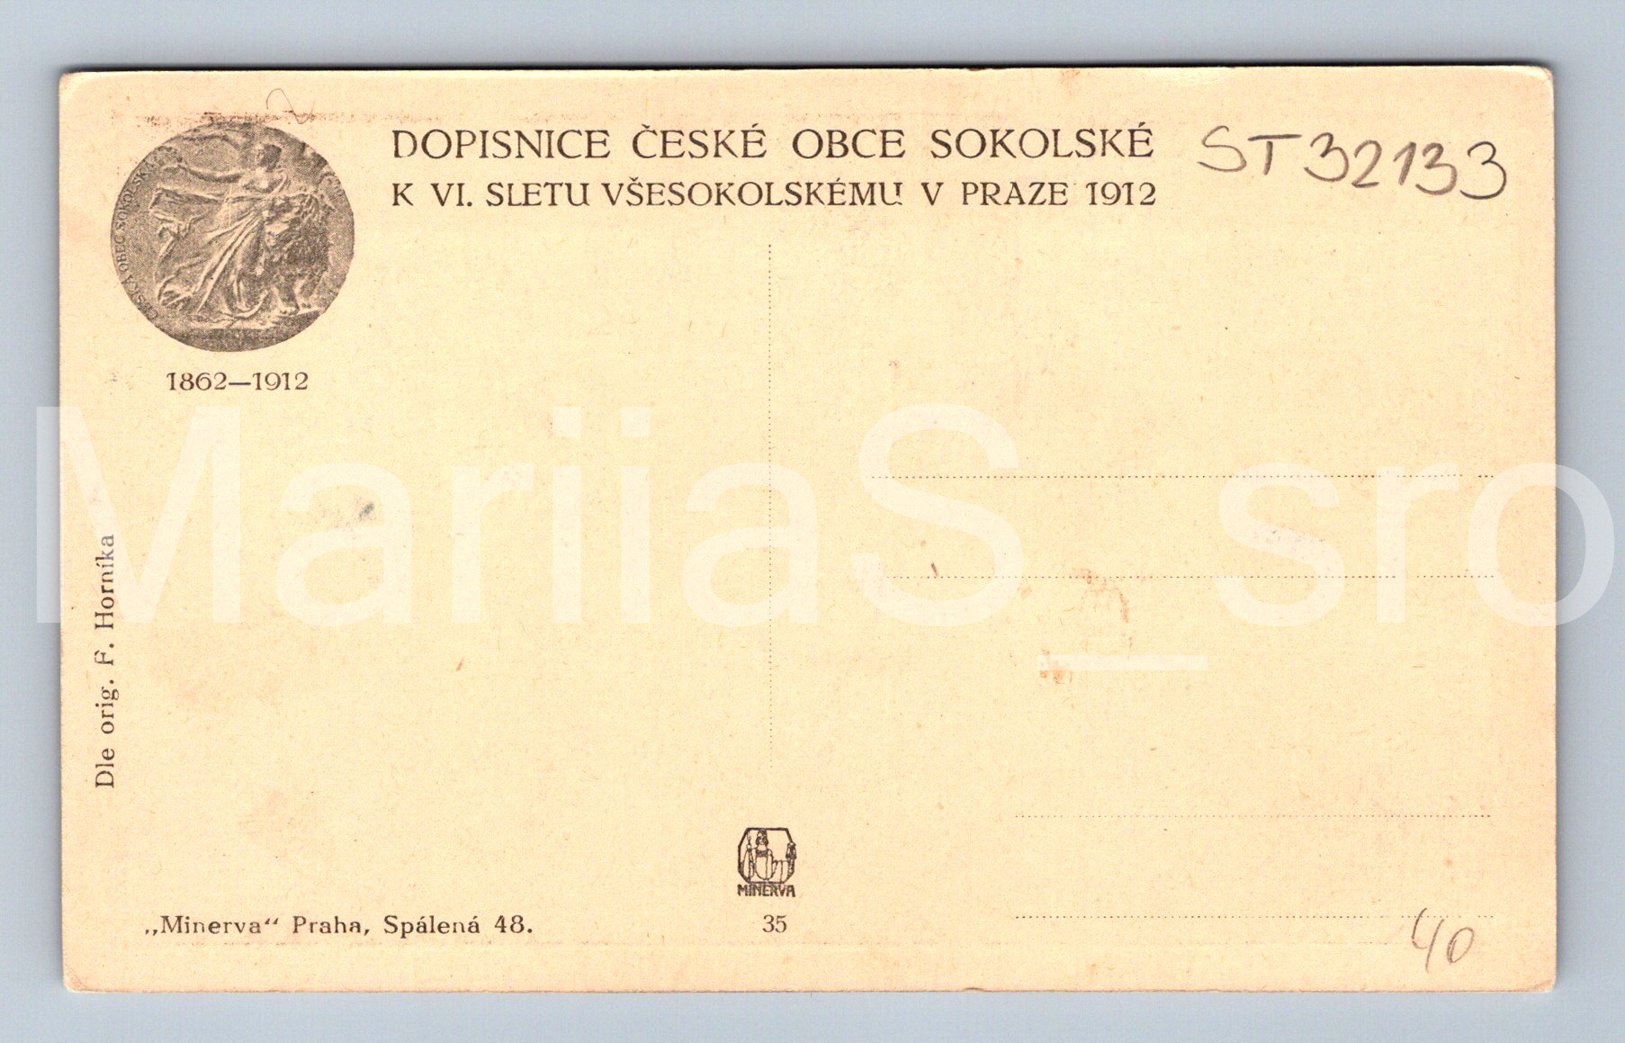 DOPISNICE ČESKÉ OBCE SOKOLSKÉ
K VI. SLETU VŠESOKOLSKÉMU V PRAZE 1912
ST32133
ČESKÁ OBEC SOKOLSKÁ
1862—1912
MariiaS_sro
Dle orig. F. Horníka
MINERVA
„Minerva“ Praha, Spálená 48.
35
40